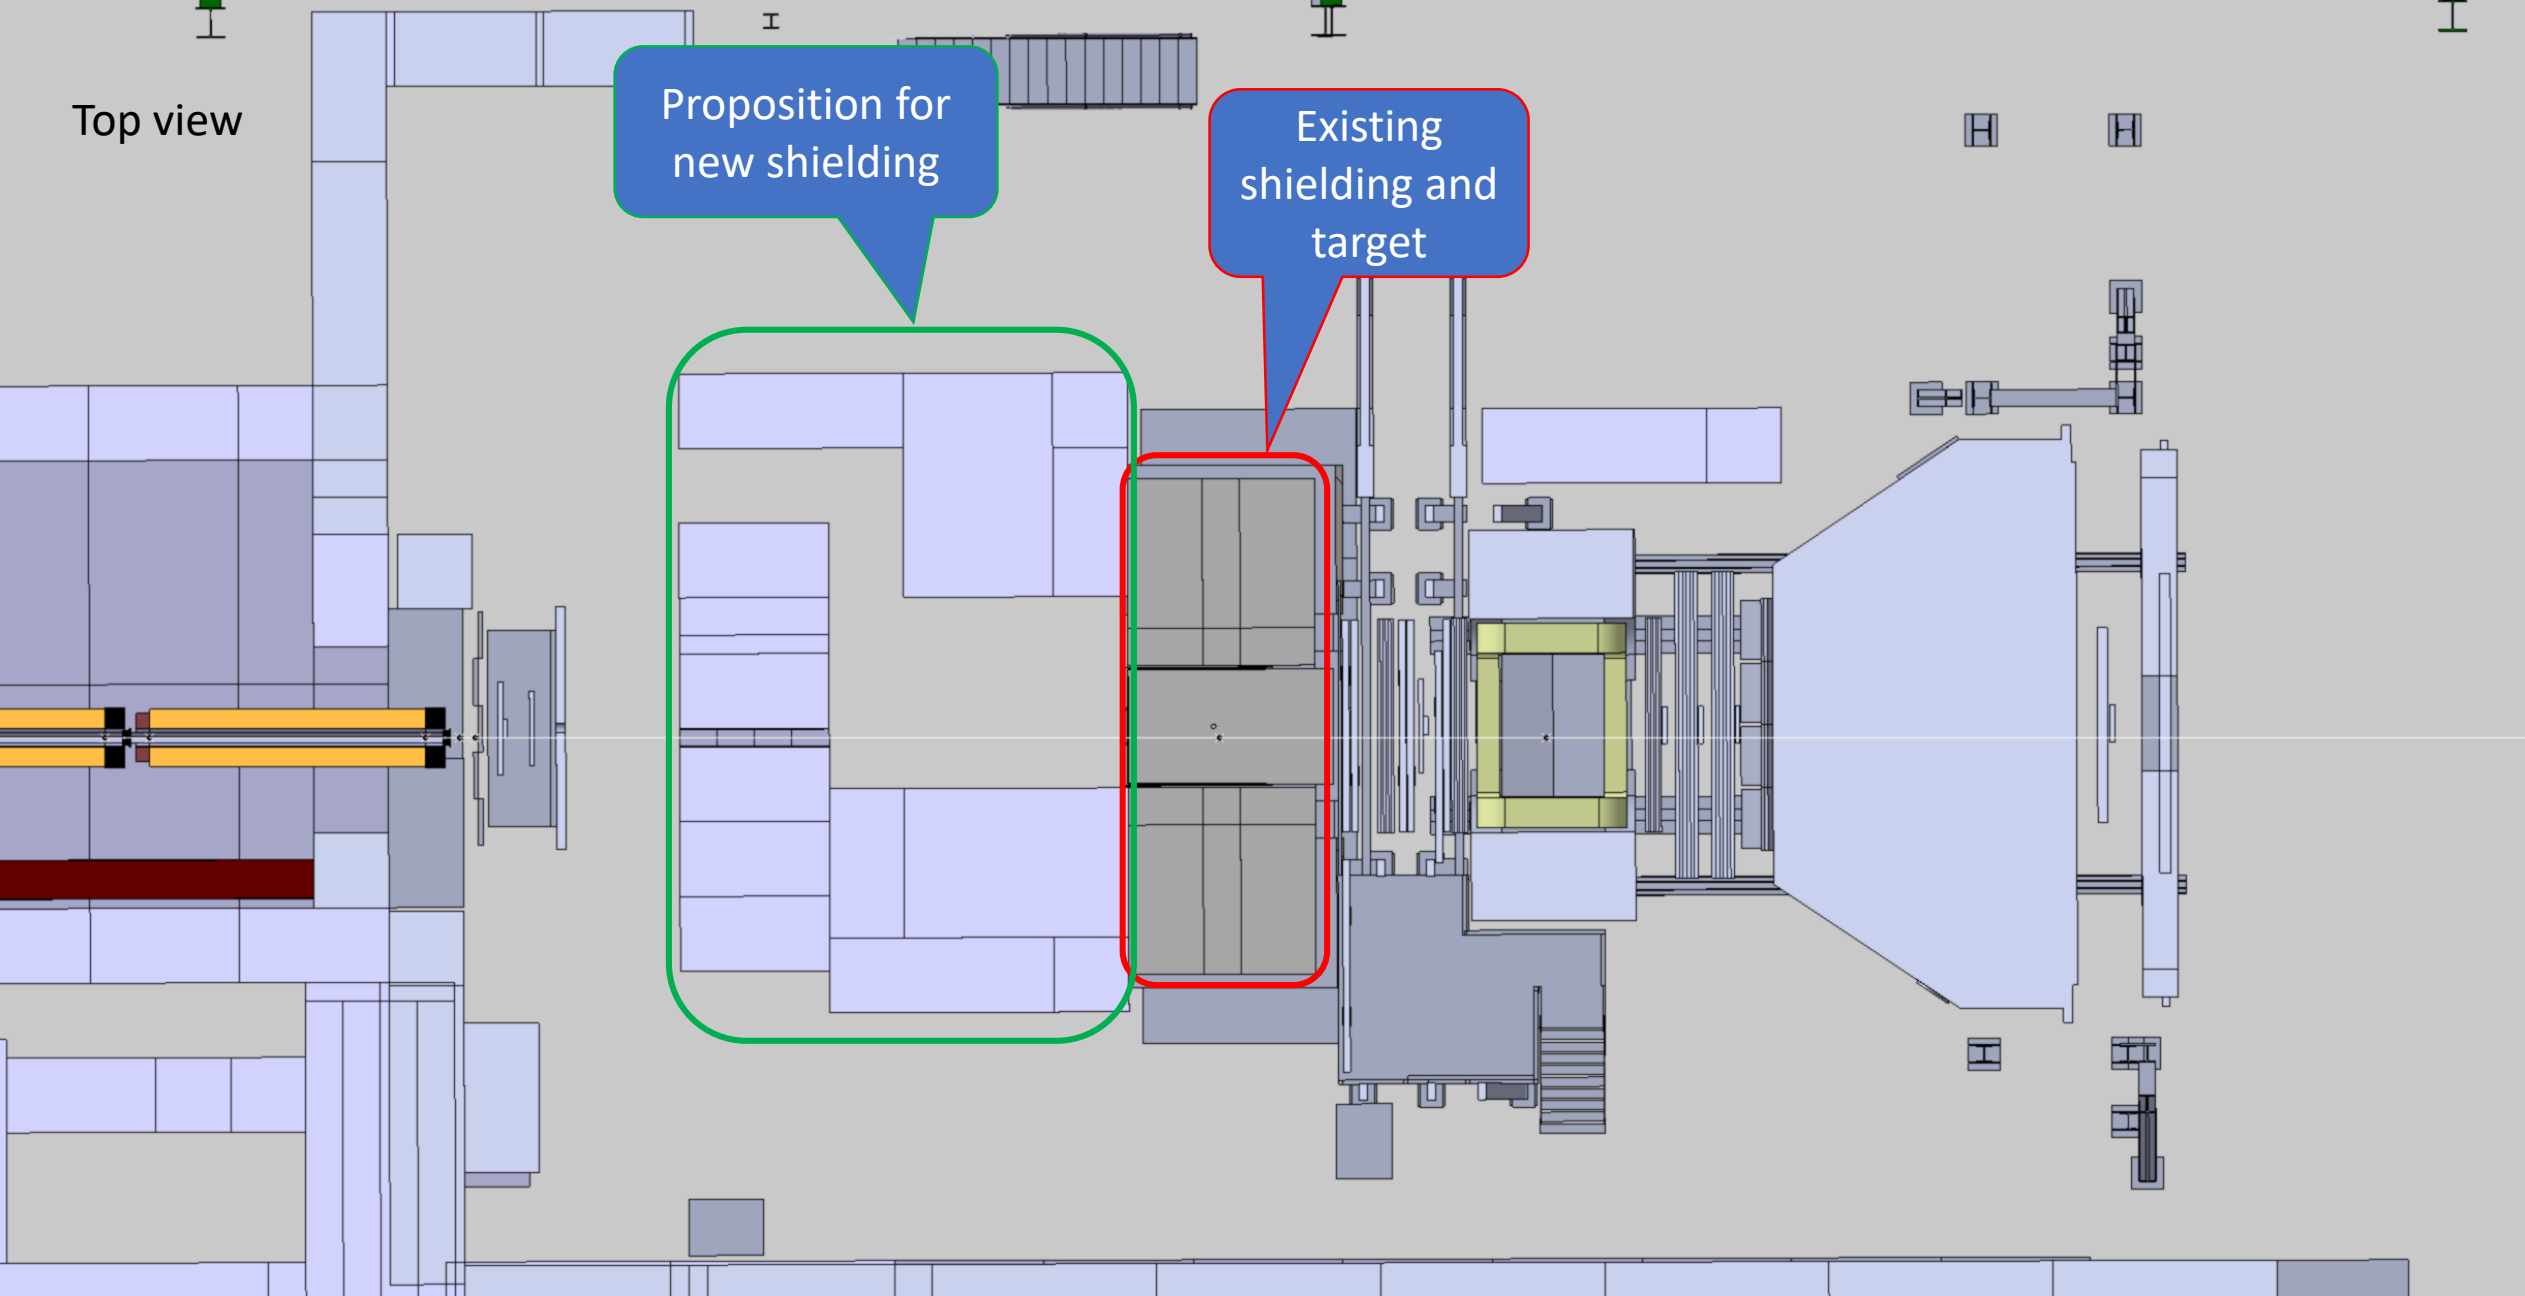 Top view
Proposition for
new shielding
Existing
shielding and
target